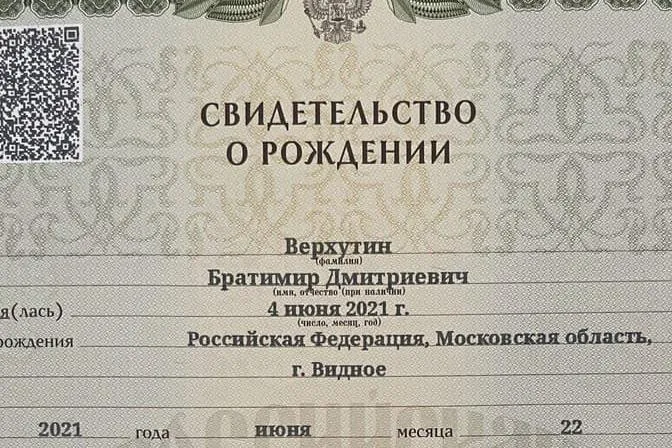 СВИДЕТЕЛЬСТВО
О РОЖДЕНИИ
Верхутин
(фамилия)
Братимир Дмитриевич
(имя, отчество (при наличии)
я(лась) 4 июня 2021 г.
(число, месяц, год)
рождения Российская Федерация, Московская область,
г. Видное
2021 года июня месяца 22